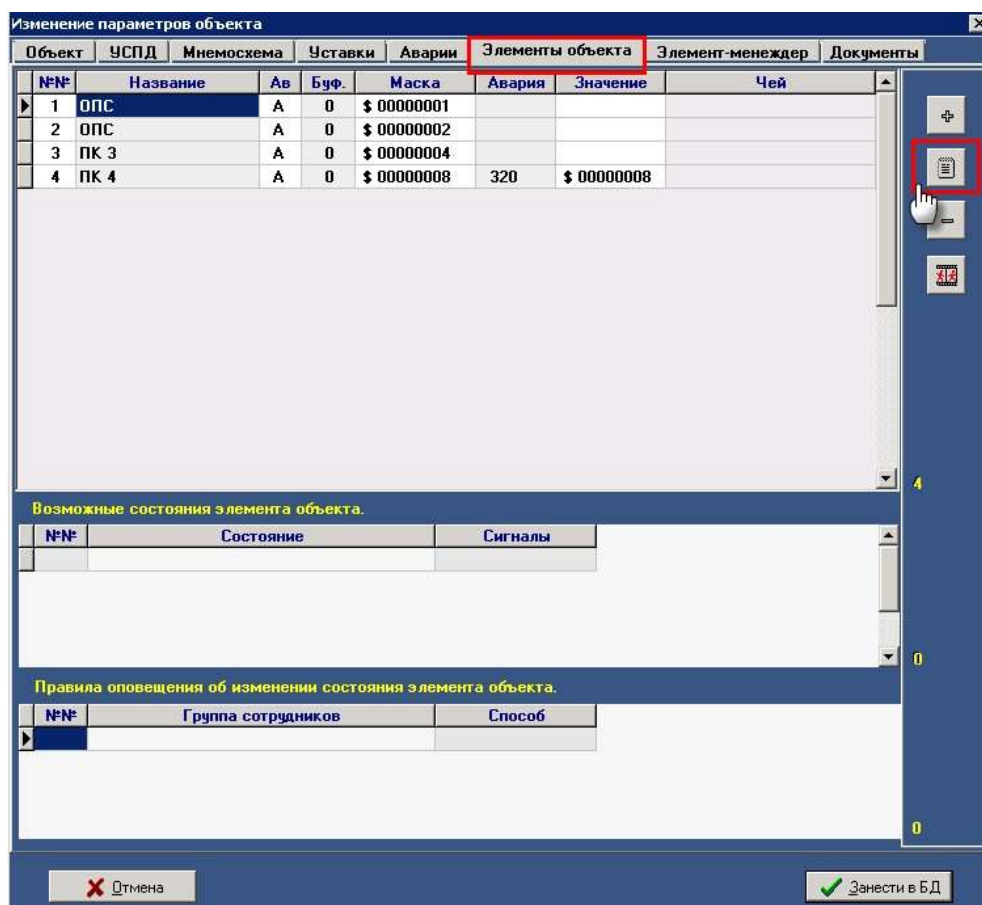 Изменение параметров объекта
Объект УСПД Мнемосхема Уставки Аварии Элементы объекта Элемент-менеждер Документы
№№ Название Ав Буф. Маска Авария Значение Чей
1 ОПС А 0 $ 00000001
2 ОПС А 0 $ 00000002
3 ПК 3 А 0 $ 00000004
4 ПК 4 А 0 $ 00000008 320 $ 00000008
4
Возможные состояния элемента объекта.
№№ Состояние Сигналы
0
Правила оповещения об изменении состояния элемента объекта.
№№ Группа сотрудников Способ
0
Отмена Занести в БД